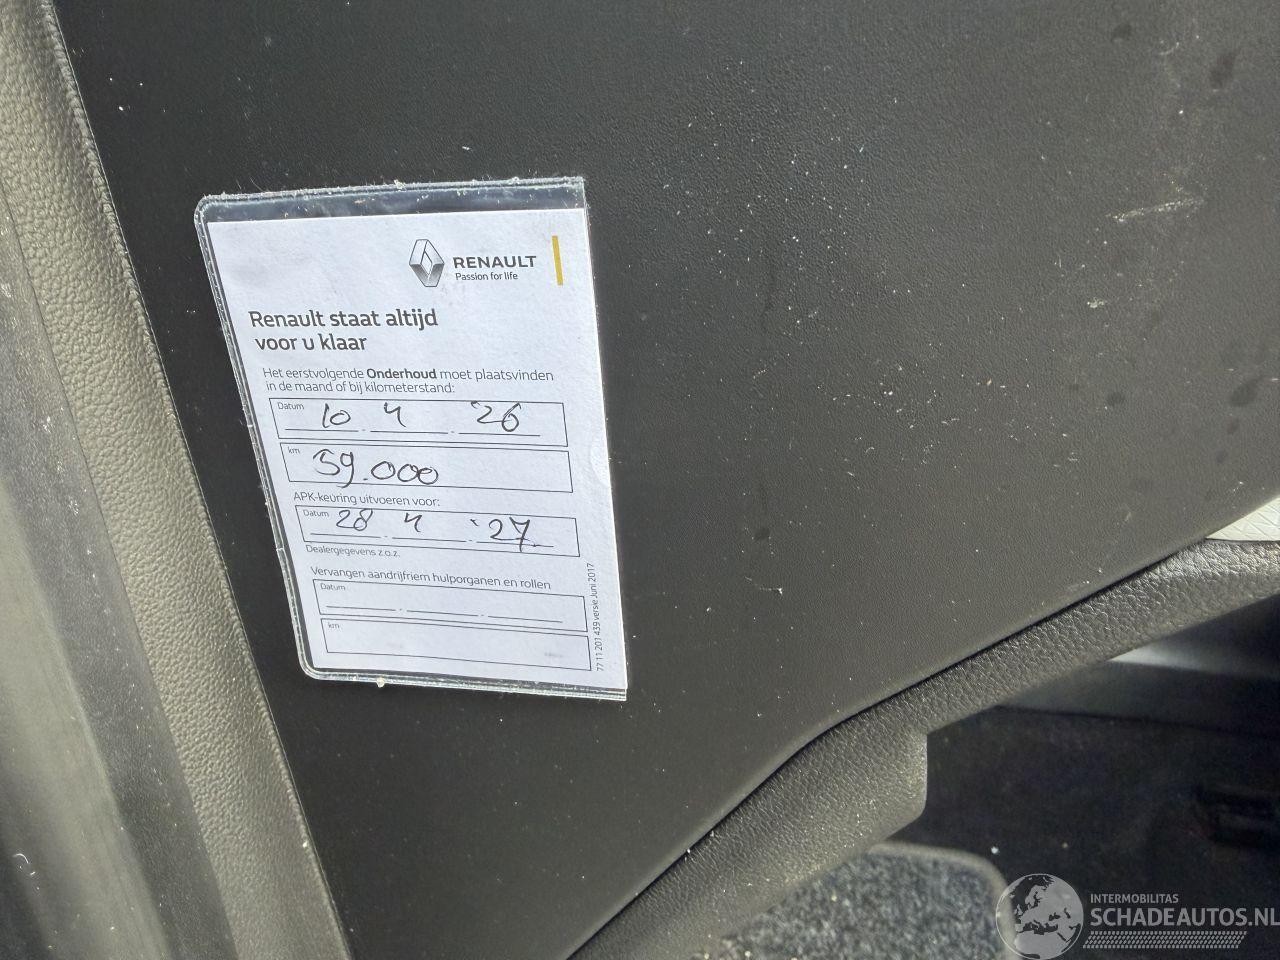 RENAULT
Passion for life
Renault staat altijd
voor u klaar
Het eerstvolgende Onderhoud moet plaatsvinden
in de maand of bij kilometerstand:
Datum 10 4 '26
km 39.000
APK-keuring uitvoeren voor:
Datum 28 4 '27
Dealergegevens z.o.z.
Vervangen aandrijfriem hulporganen en rollen
Datum
km
77 11 201 439 versie Juni 2017
INTERMOBILITAS
SCHADEAUTOS.NL